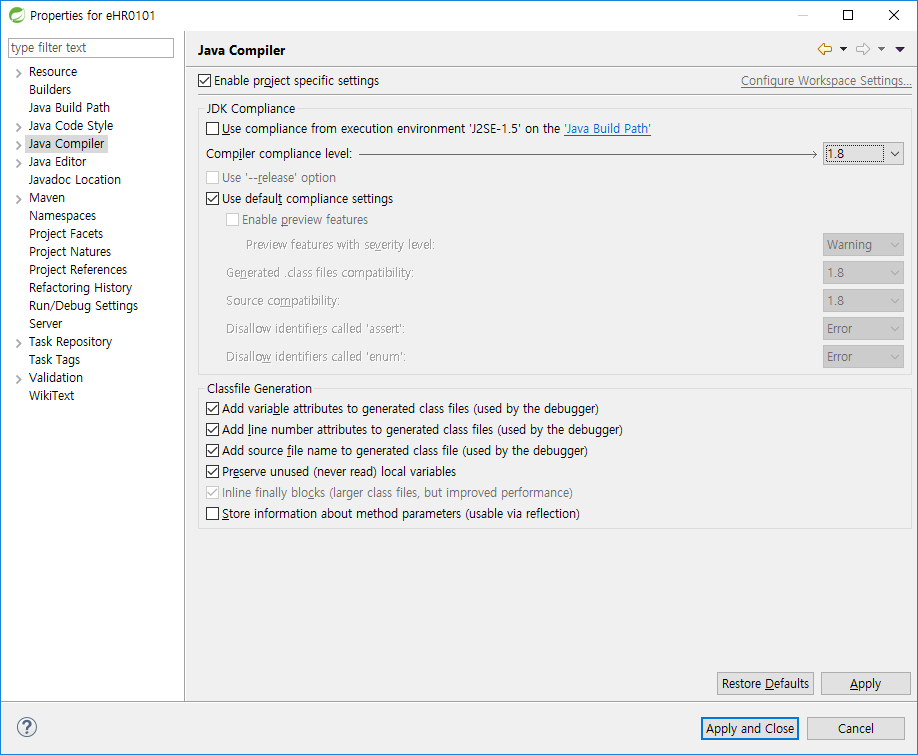 Properties for eHR0101
type filter text
Resource
Builders
Java Build Path
Java Code Style
Java Compiler
Java Editor
Javadoc Location
Maven
Namespaces
Project Facets
Project Natures
Project References
Refactoring History
Run/Debug Settings
Server
Task Repository
Task Tags
Validation
WikiText
Java Compiler
Enable project specific settings
Configure Workspace Settings...
JDK Compliance
Use compliance from execution environment 'J2SE-1.5' on the 'Java Build Path'
Compiler compliance level: 1.8
Use '--release' option
Use default compliance settings
Enable preview features
Preview features with severity level: Warning
Generated .class files compatibility: 1.8
Source compatibility: 1.8
Disallow identifiers called 'assert': Error
Disallow identifiers called 'enum': Error
Classfile Generation
Add variable attributes to generated class files (used by the debugger)
Add line number attributes to generated class files (used by the debugger)
Add source file name to generated class file (used by the debugger)
Preserve unused (never read) local variables
Inline finally blocks (larger class files, but improved performance)
Store information about method parameters (usable via reflection)
Restore Defaults Apply
? Apply and Close Cancel